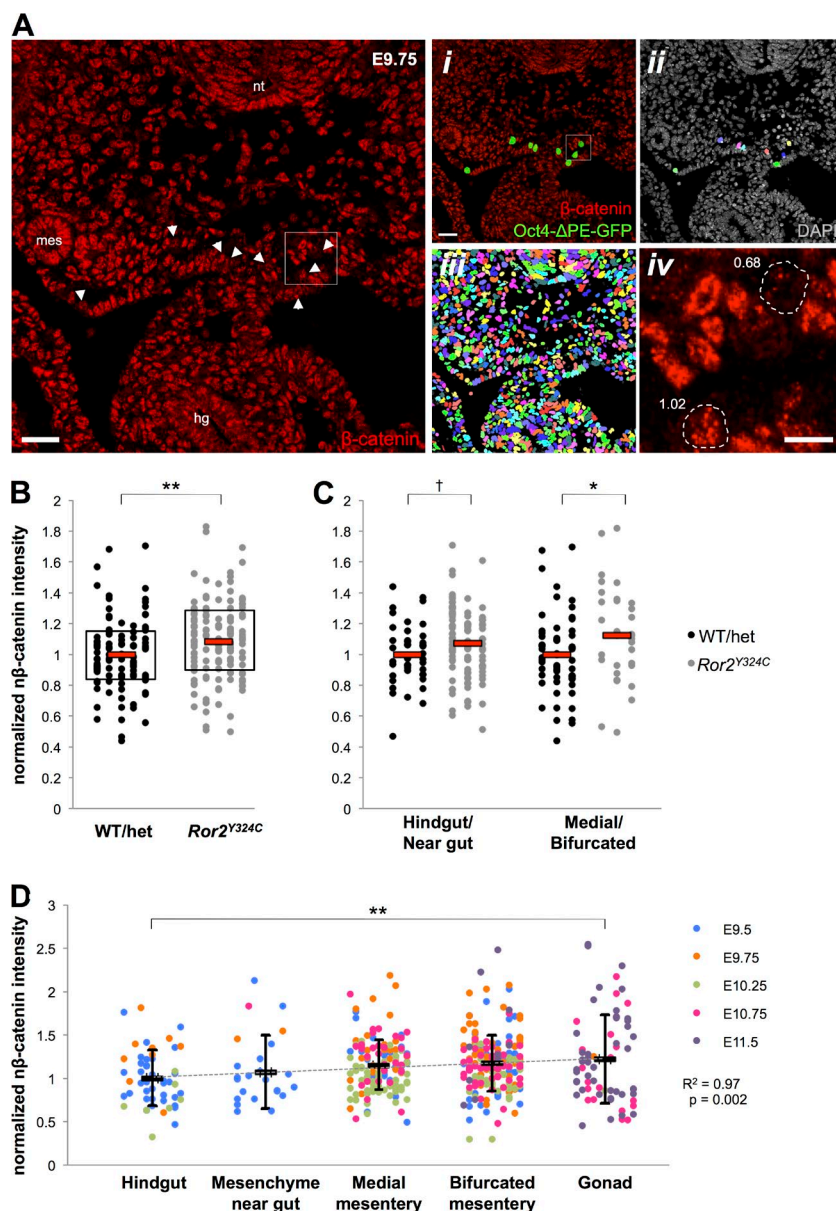 A
E9.75
nt
mes
hg
β-catenin
i
β-catenin
Oct4-ΔPE-GFP
ii
DAPI
iii
iv
0.68
1.02
B
normalized nβ-catenin intensity
2
1.8
1.6
1.4
1.2
1
0.8
0.6
0.4
0.2
0
**
WT/het
Ror2Y324C
C
2
1.8
1.6
1.4
1.2
1
0.8
0.6
0.4
0.2
0
†
*
Hindgut/
Near gut
Medial/
Bifurcated
WT/het
Ror2Y324C
D
normalized nβ-catenin intensity
3
2.5
2
1.5
1
0.5
0
**
Hindgut
Mesenchyme
near gut
Medial
mesentery
Bifurcated
mesentery
Gonad
E9.5
E9.75
E10.25
E10.75
E11.5
R² = 0.97
p = 0.002